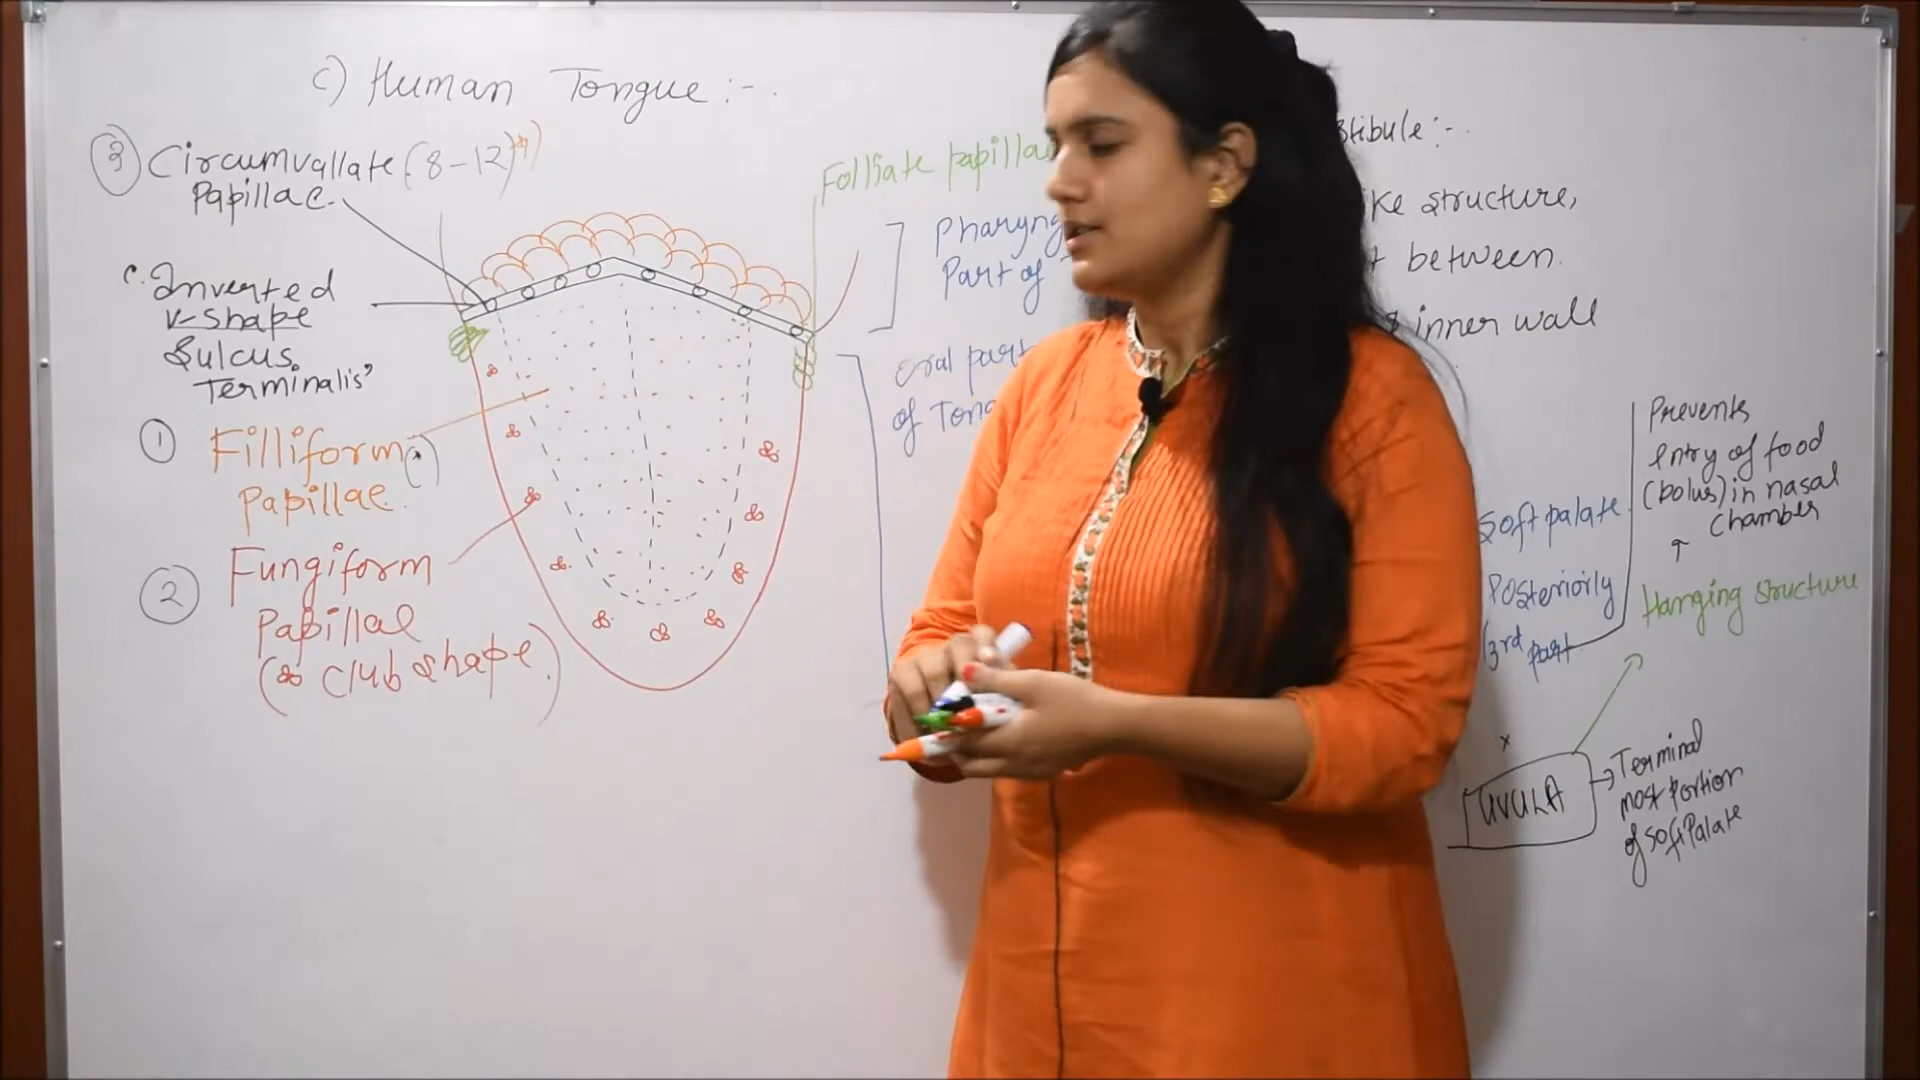 c) Human Tongue :-
3 Circumvallate (8-12)
Papillae
Inverted
V-shape
Sulcus
Terminalis"
1 Filliform (•)
Papillae
2 Fungiform
Papillae
( club shape)
Folliate papillae
Pharyng
Part of
oral part
of Tong
stibule :-
ike structure,
between
inner wall
Prevents
entry of food
(bolus) in nasal
chamber
Soft palate
Posteriorily
3rd part
Hanging structure
UVULA
Terminal
most portion
of soft Palate